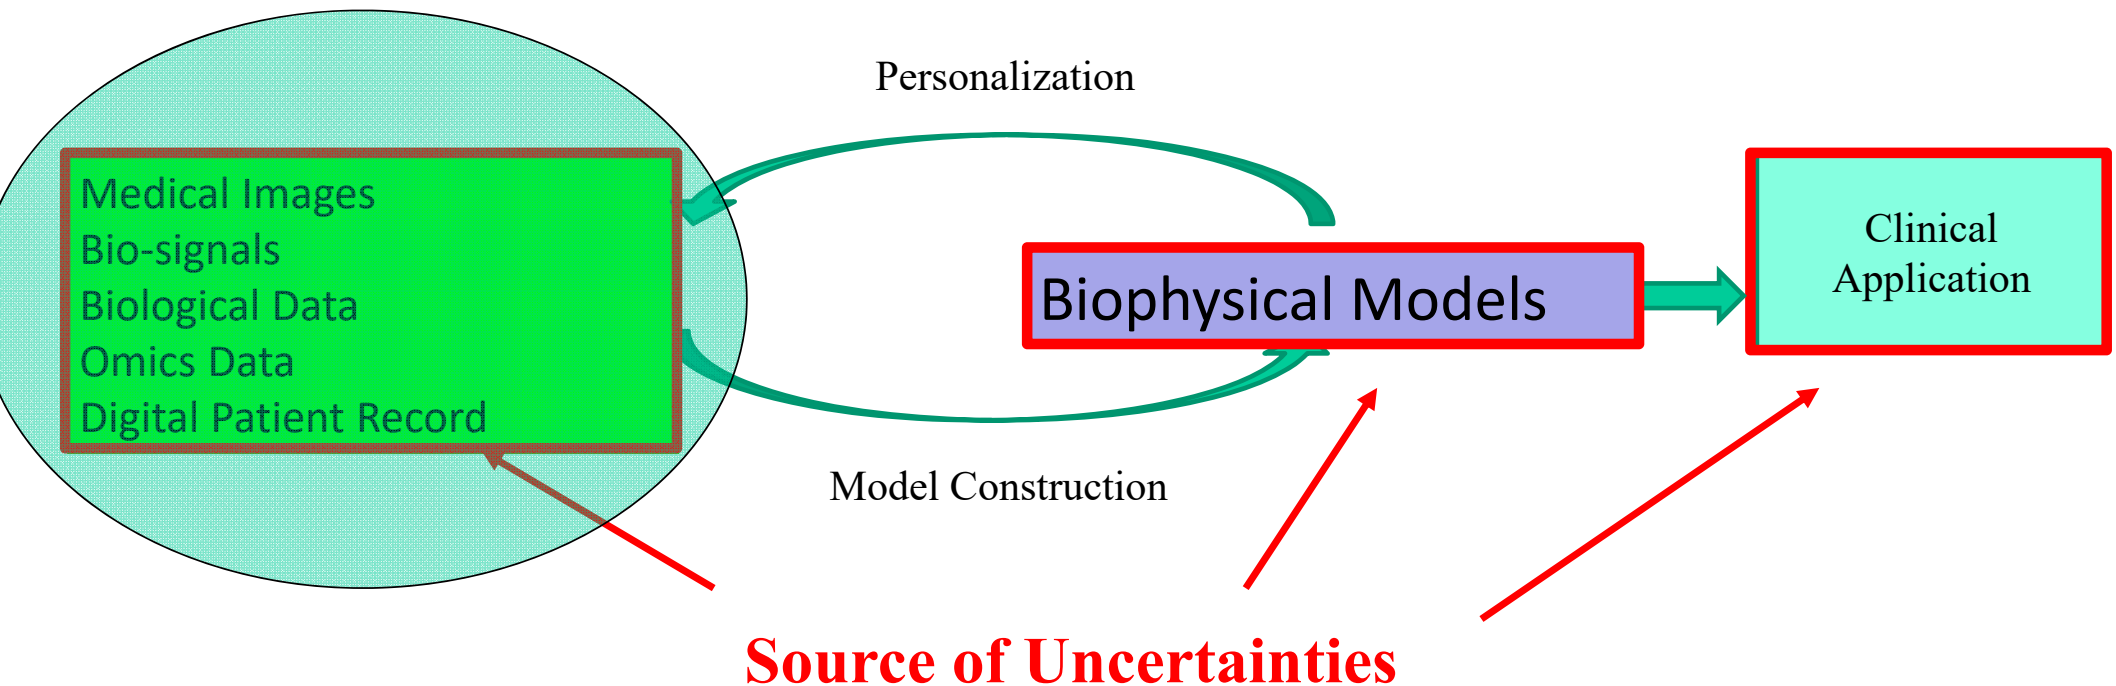 Personalization
Medical Images
Bio-signals
Biological Data
Omics Data
Digital Patient Record
Biophysical Models
Clinical
Application
Model Construction
Source of Uncertainties